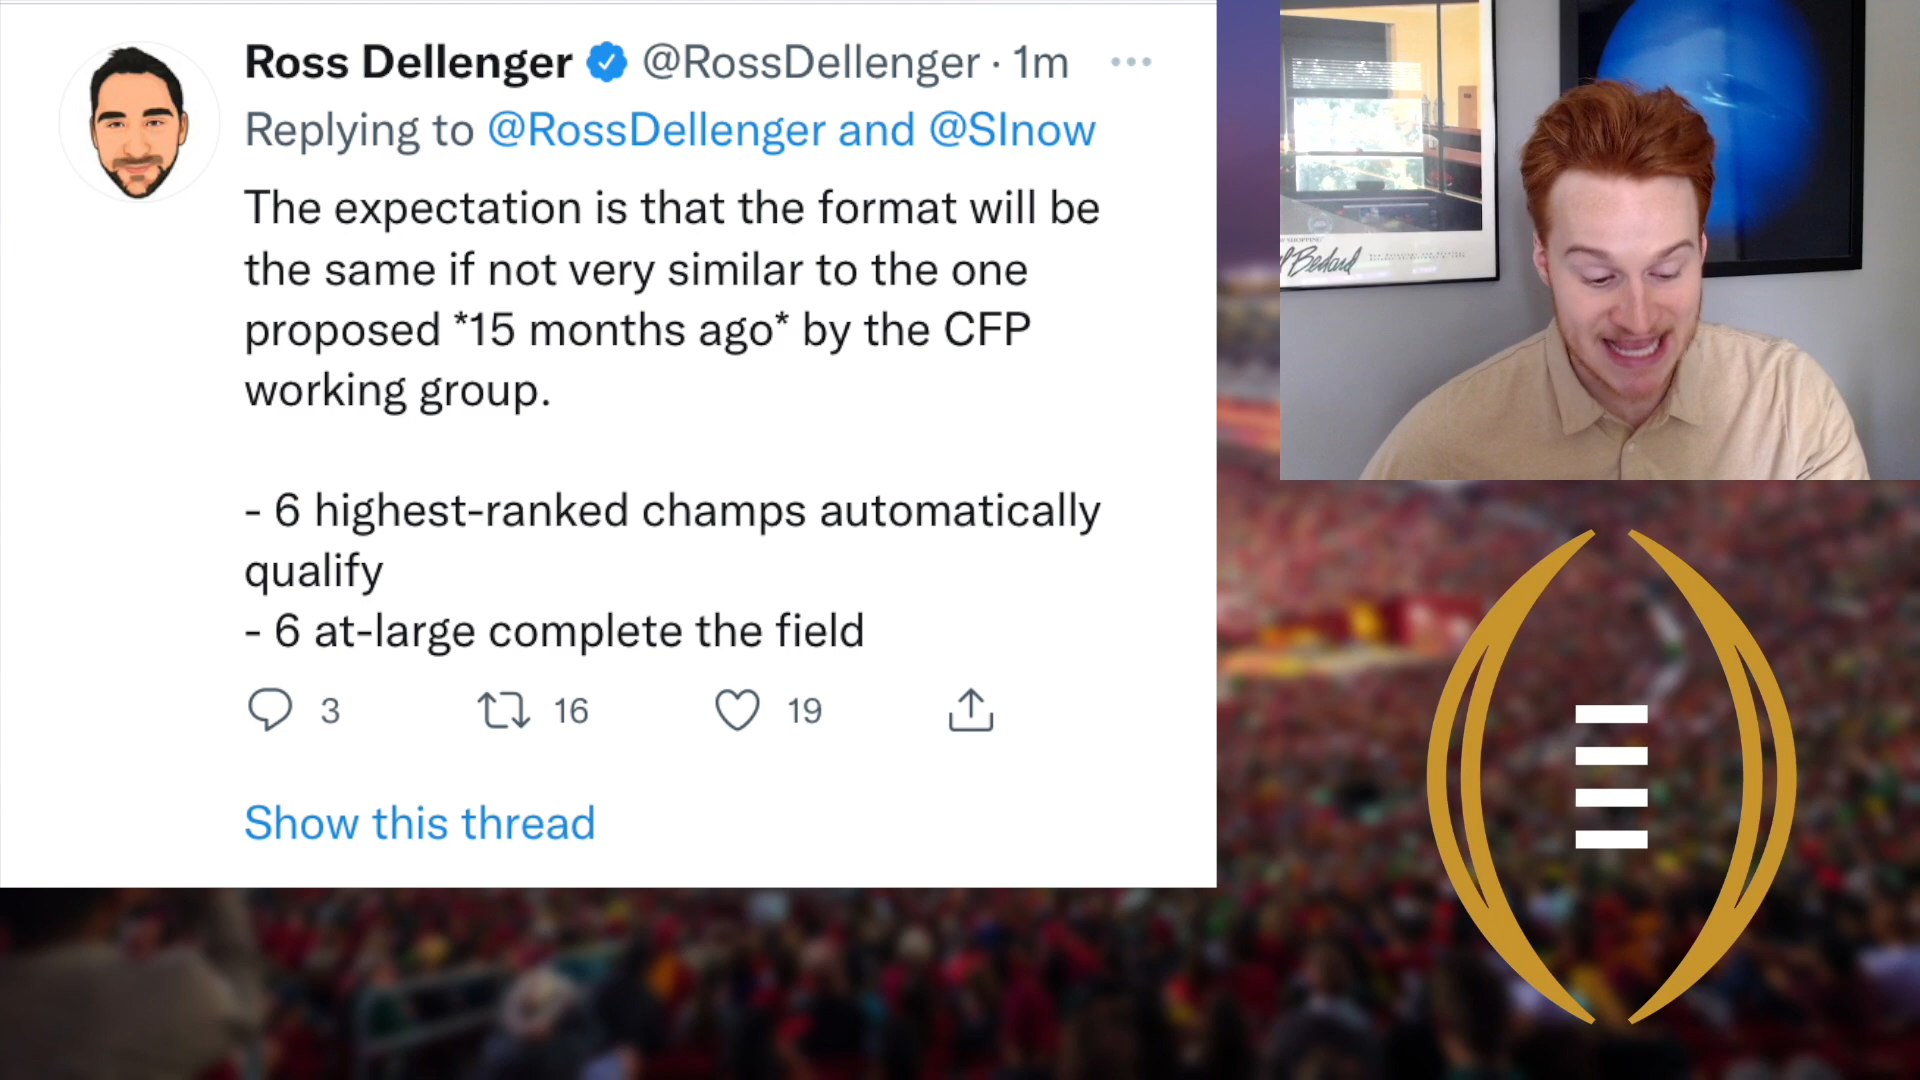 Ross Dellenger @RossDellenger · 1m
Replying to @RossDellenger and @SInow
The expectation is that the format will be
the same if not very similar to the one
proposed *15 months ago* by the CFP
working group.
- 6 highest-ranked champs automatically
qualify
- 6 at-large complete the field
3 16 19
Show this thread
Bedard